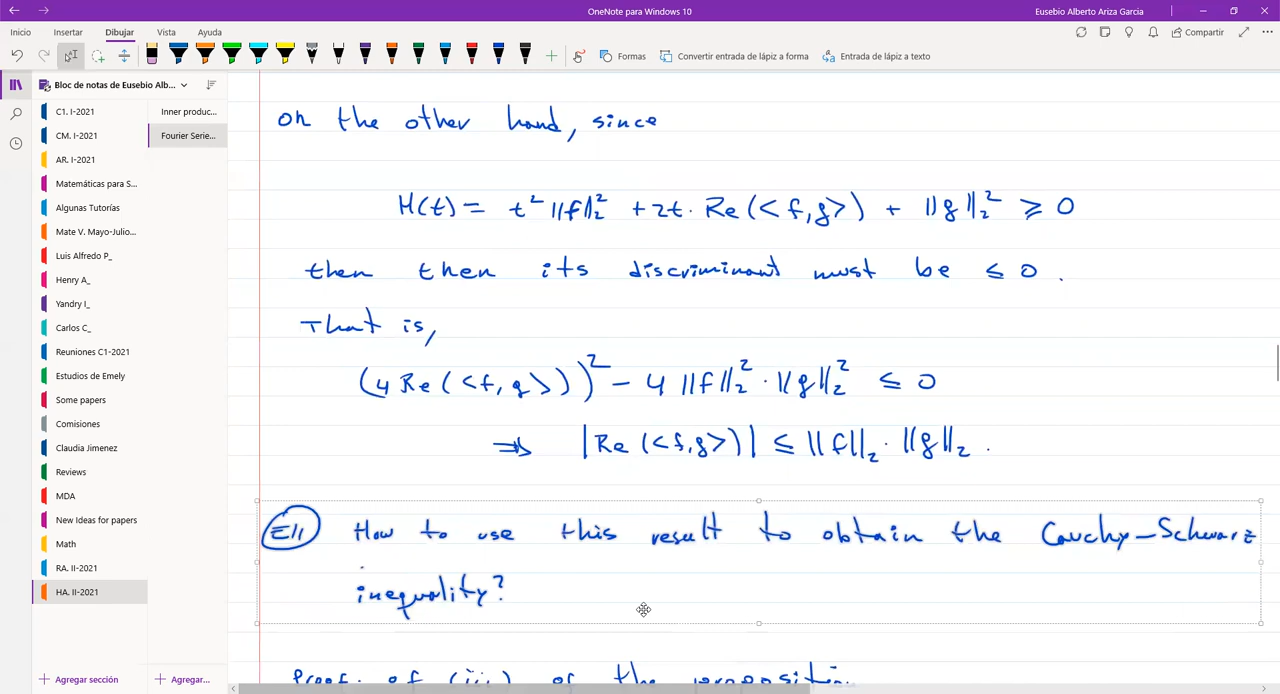 OneNote para Windows 10
Eusebio Alberto Ariza Garcia
Inicio Insertar Dibujar Vista Ayuda
Compartir
Formas Convertir entrada de lápiz a forma Entrada de lápiz a texto
Bloc de notas de Eusebio Alb...
C1. I-2021
CM. I-2021
AR. I-2021
Matemáticas para S...
Algunas Tutorías
Mate V. Mayo-Julio...
Luis Alfredo P_
Henry A_
Yandry I_
Carlos C_
Reuniones C1-2021
Estudios de Emely
Some papers
Comisiones
Claudia Jimenez
Reviews
MDA
New Ideas for papers
Math
RA. II-2021
HA. II-2021
Agregar sección
Inner produc...
Fourier Serie...
Agregar...
on the other hand, since
H(t) = t² ||f||₂² + 2t · Re(<f,g>) + ||g||₂² ≥ 0
then then its discriminant must be ≤ 0.
That is,
(4 Re(<f,g>))² - 4 ||f||₂² · ||g||₂² ≤ 0
⇒ |Re(<f,g>)| ≤ ||f||₂ · ||g||₂.
E11 How to use this result to obtain the Cauchy-Schwarz
inequality?
Proof of (iii) of the proposition